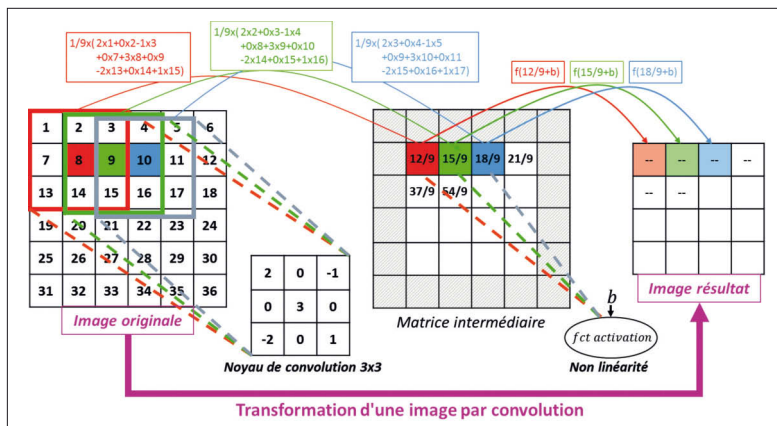 1/9x( 2x1+0x2-1x3
+0x7+3x8+0x9
-2x13+0x14+1x15)
1/9x( 2x2+0x3-1x4
+0x8+3x9+0x10
-2x14+0x15+1x16)
1/9x( 2x3+0x4-1x5
+0x9+3x10+0x11
-2x15+0x16+1x17)
f(12/9+b) f(15/9+b) f(18/9+b)
1 2 3 4 5 6
7 8 9 10 11 12
13 14 15 16 17 18
19 20 21 22 23 24
25 26 27 28 29 30
31 32 33 34 35 36
Image originale
2 0 -1
0 3 0
-2 0 1
Noyau de convolution 3x3
12/9 15/9 18/9 21/9
37/9 54/9
Matrice intermédiaire
b
fct activation
Non linéarité
-- -- -- --
-- --
Image résultat
Transformation d'une image par convolution